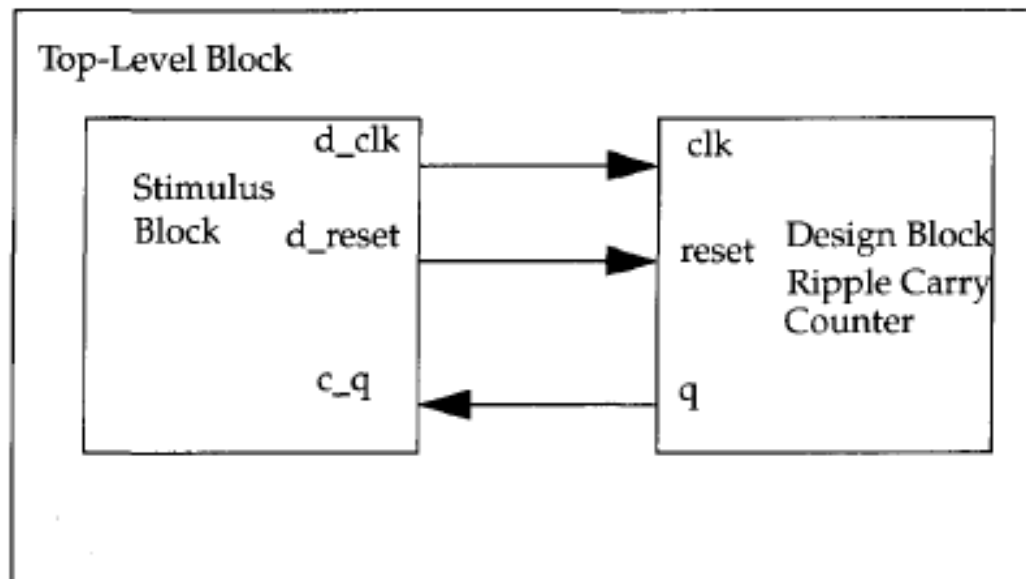 Top-Level Block
d_clk
Stimulus
Block
d_reset
c_q
clk
reset
Design Block
Ripple Carry
Counter
q